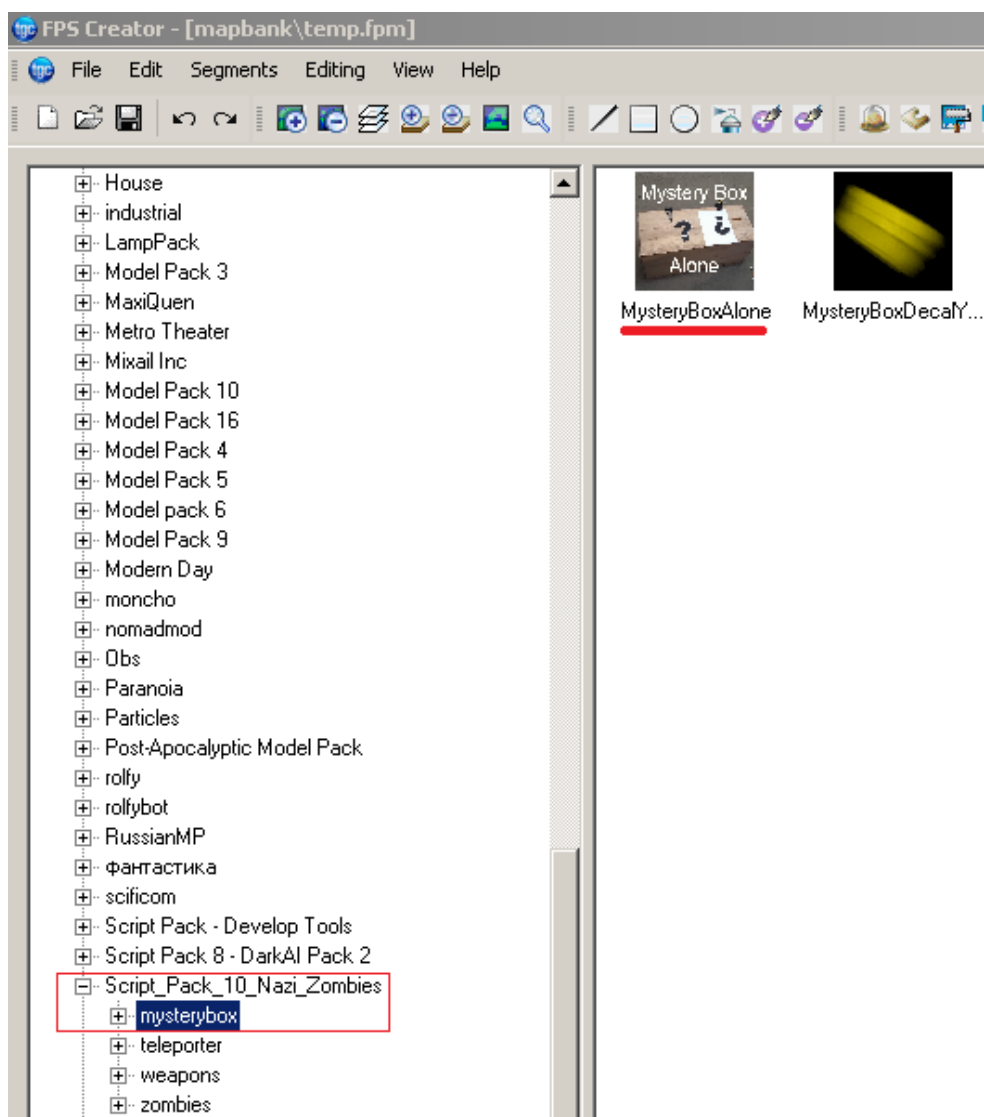 tgc FPS Creator - [mapbank\temp.fpm]
tgc File Edit Segments Editing View Help
House
industrial
LampPack
Model Pack 3
MaxiQuen
Metro Theater
Mixail Inc
Model Pack 10
Model Pack 16
Model Pack 4
Model Pack 5
Model pack 6
Model Pack 9
Modern Day
moncho
nomadmod
Obs
Paranoia
Particles
Post-Apocalyptic Model Pack
rolfy
rolfybot
RussianMP
фантастика
scificom
Script Pack - Develop Tools
Script Pack 8 - DarkAI Pack 2
Script_Pack_10_Nazi_Zombies
mysterybox
teleporter
weapons
zombies
Mystery Box
? ?
Alone
MysteryBoxAlone
MysteryBoxDecalY...